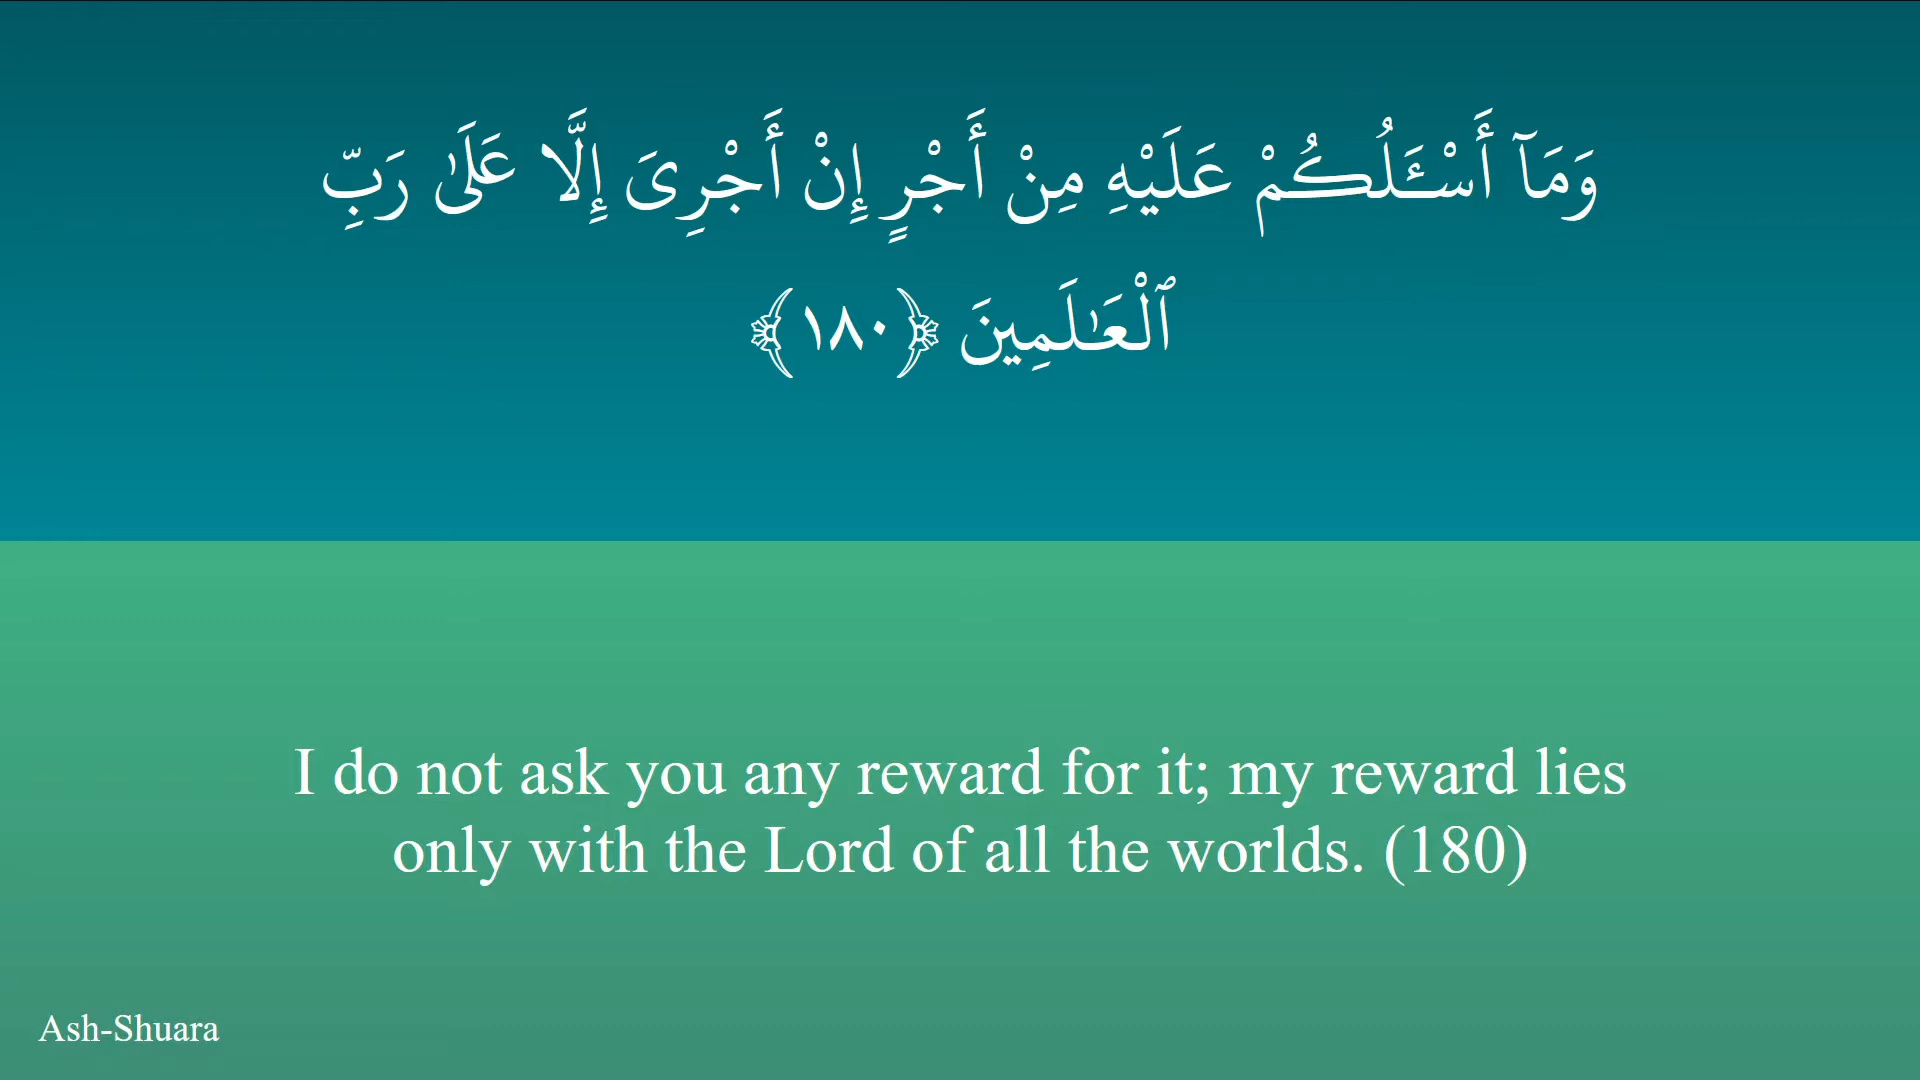 وَمَآ أَسْـَٔلُكُمْ عَلَيْهِ مِنْ أَجْرٍ إِنْ أَجْرِىَ إِلَّا عَلَىٰ رَبِّ
ٱلْعَـٰلَمِينَ ﴿١٨٠﴾
I do not ask you any reward for it; my reward lies
only with the Lord of all the worlds. (180)
Ash-Shuara